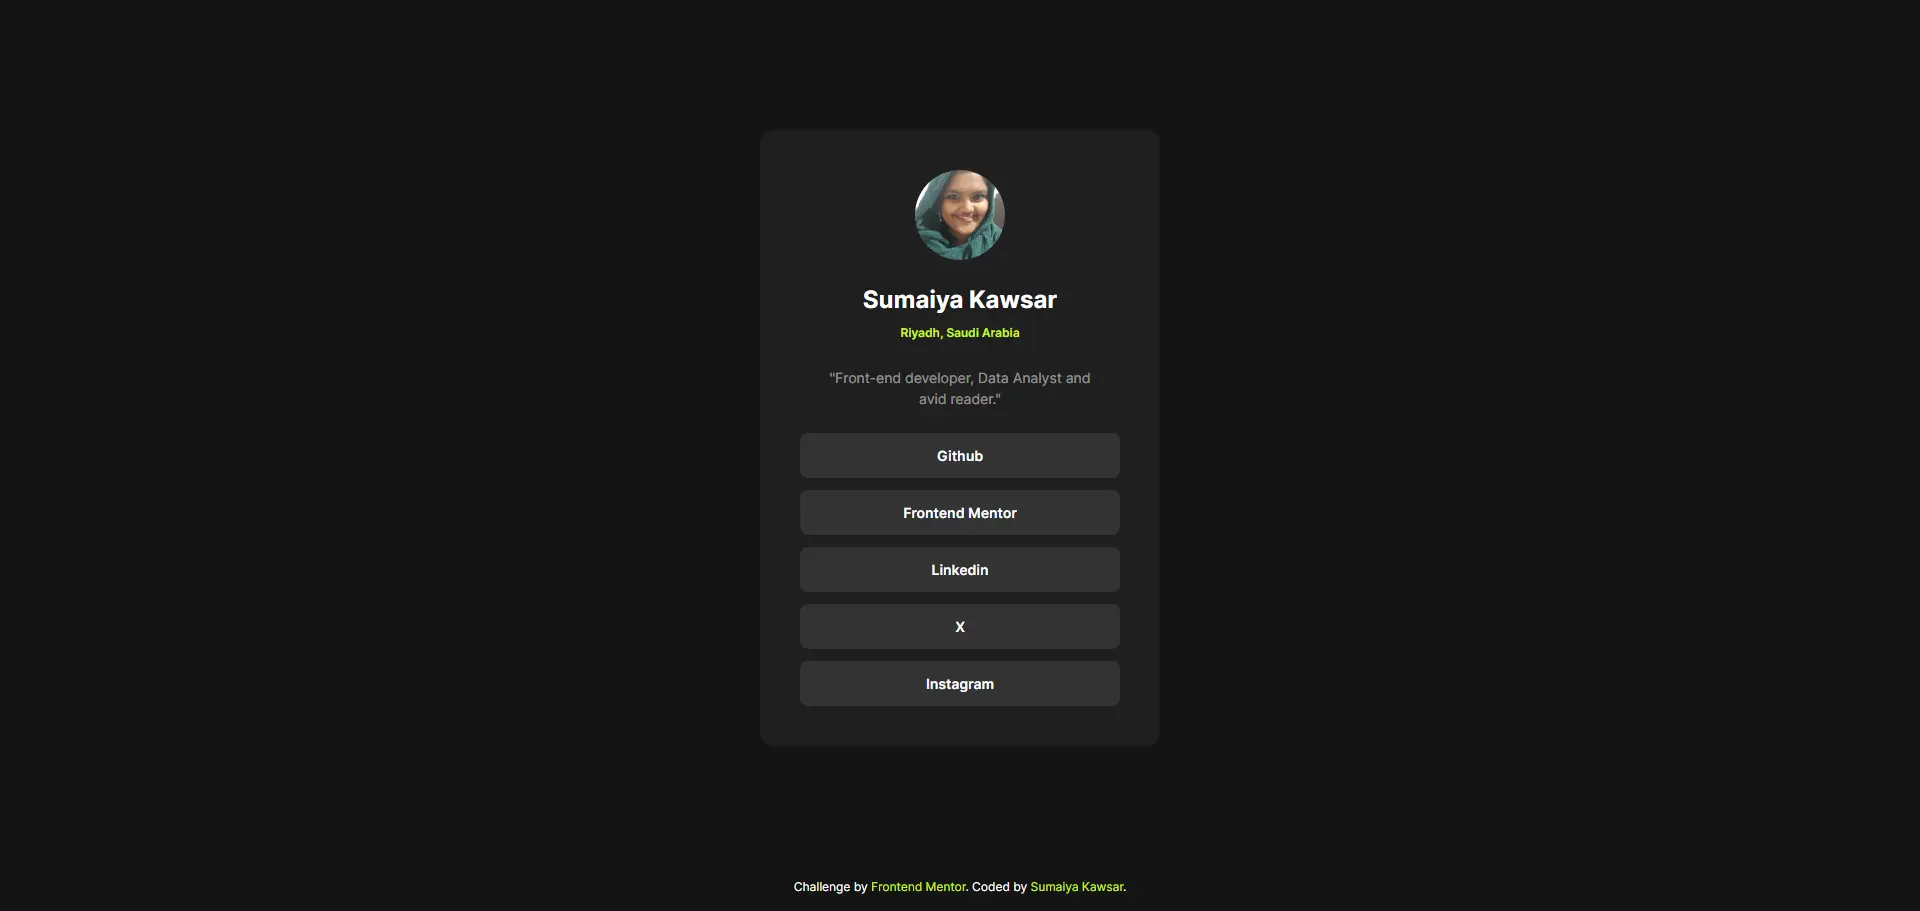 Sumaiya Kawsar
Riyadh, Saudi Arabia
"Front-end developer, Data Analyst and
avid reader."
Github
Frontend Mentor
Linkedin
X
Instagram
Challenge by Frontend Mentor. Coded by Sumaiya Kawsar.